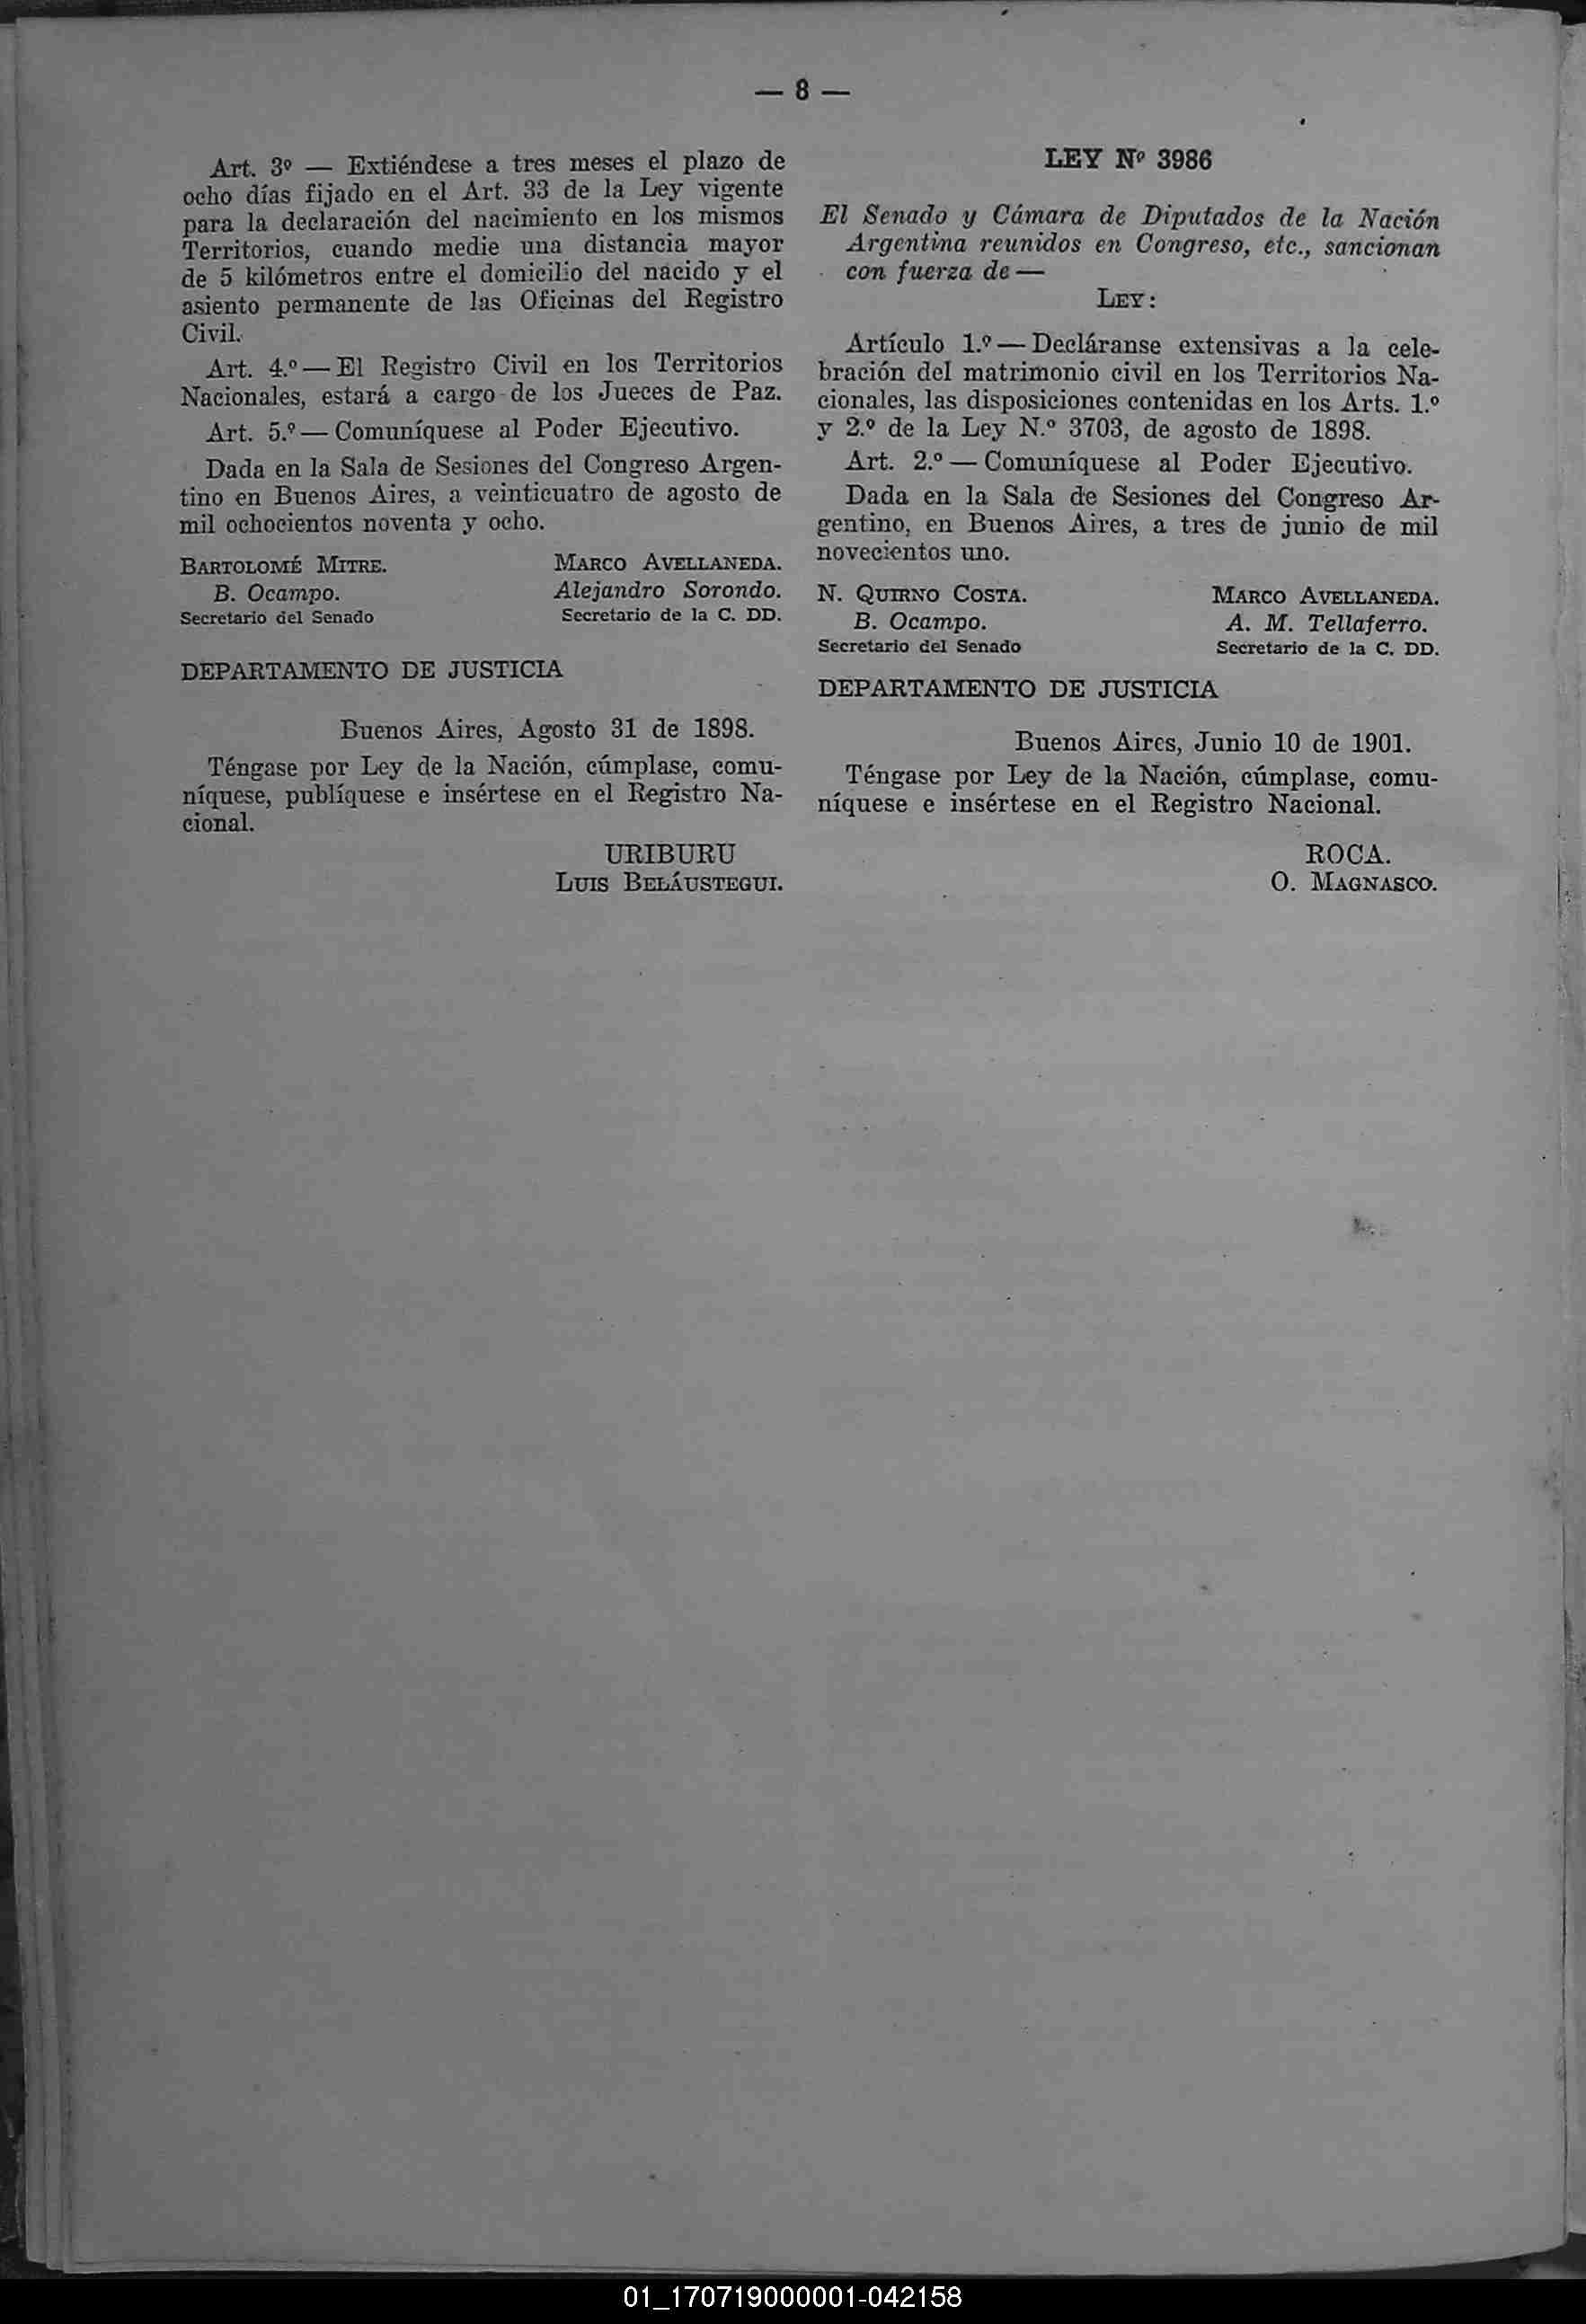 — 8 —
Art. 3º — Extiéndese a tres meses el plazo de
ocho días fijado en el Art. 33 de la Ley vigente
para la declaración del nacimiento en los mismos
Territorios, cuando medie una distancia mayor
de 5 kilómetros entre el domicilio del nacido y el
asiento permanente de las Oficinas del Registro
Civil.
Art. 4.º — El Registro Civil en los Territorios
Nacionales, estará a cargo de los Jueces de Paz.
Art. 5.º — Comuníquese al Poder Ejecutivo.
Dada en la Sala de Sesiones del Congreso Argen-
tino en Buenos Aires, a veinticuatro de agosto de
mil ochocientos noventa y ocho.
BARTOLOMÉ MITRE. MARCO AVELLANEDA.
B. Ocampo. Alejandro Sorondo.
Secretario del Senado Secretario de la C. DD.
DEPARTAMENTO DE JUSTICIA
Buenos Aires, Agosto 31 de 1898.
Téngase por Ley de la Nación, cúmplase, comu-
níquese, publíquese e insértese en el Registro Na-
cional.
URIBURU
LUIS BELÁUSTEGUI.
LEY Nº 3986
El Senado y Cámara de Diputados de la Nación
Argentina reunidos en Congreso, etc., sancionan
con fuerza de —
LEY:
Artículo 1.º — Decláranse extensivas a la cele-
bración del matrimonio civil en los Territorios Na-
cionales, las disposiciones contenidas en los Arts. 1.º
y 2.º de la Ley N.º 3703, de agosto de 1898.
Art. 2.º — Comuníquese al Poder Ejecutivo.
Dada en la Sala de Sesiones del Congreso Ar-
gentino, en Buenos Aires, a tres de junio de mil
novecientos uno.
N. QUIRNO COSTA. MARCO AVELLANEDA.
B. Ocampo. A. M. Tellaferro.
Secretario del Senado Secretario de la C. DD.
DEPARTAMENTO DE JUSTICIA
Buenos Aires, Junio 10 de 1901.
Téngase por Ley de la Nación, cúmplase, comu-
níquese e insértese en el Registro Nacional.
ROCA.
O. MAGNASCO.
01_170719000001-042158